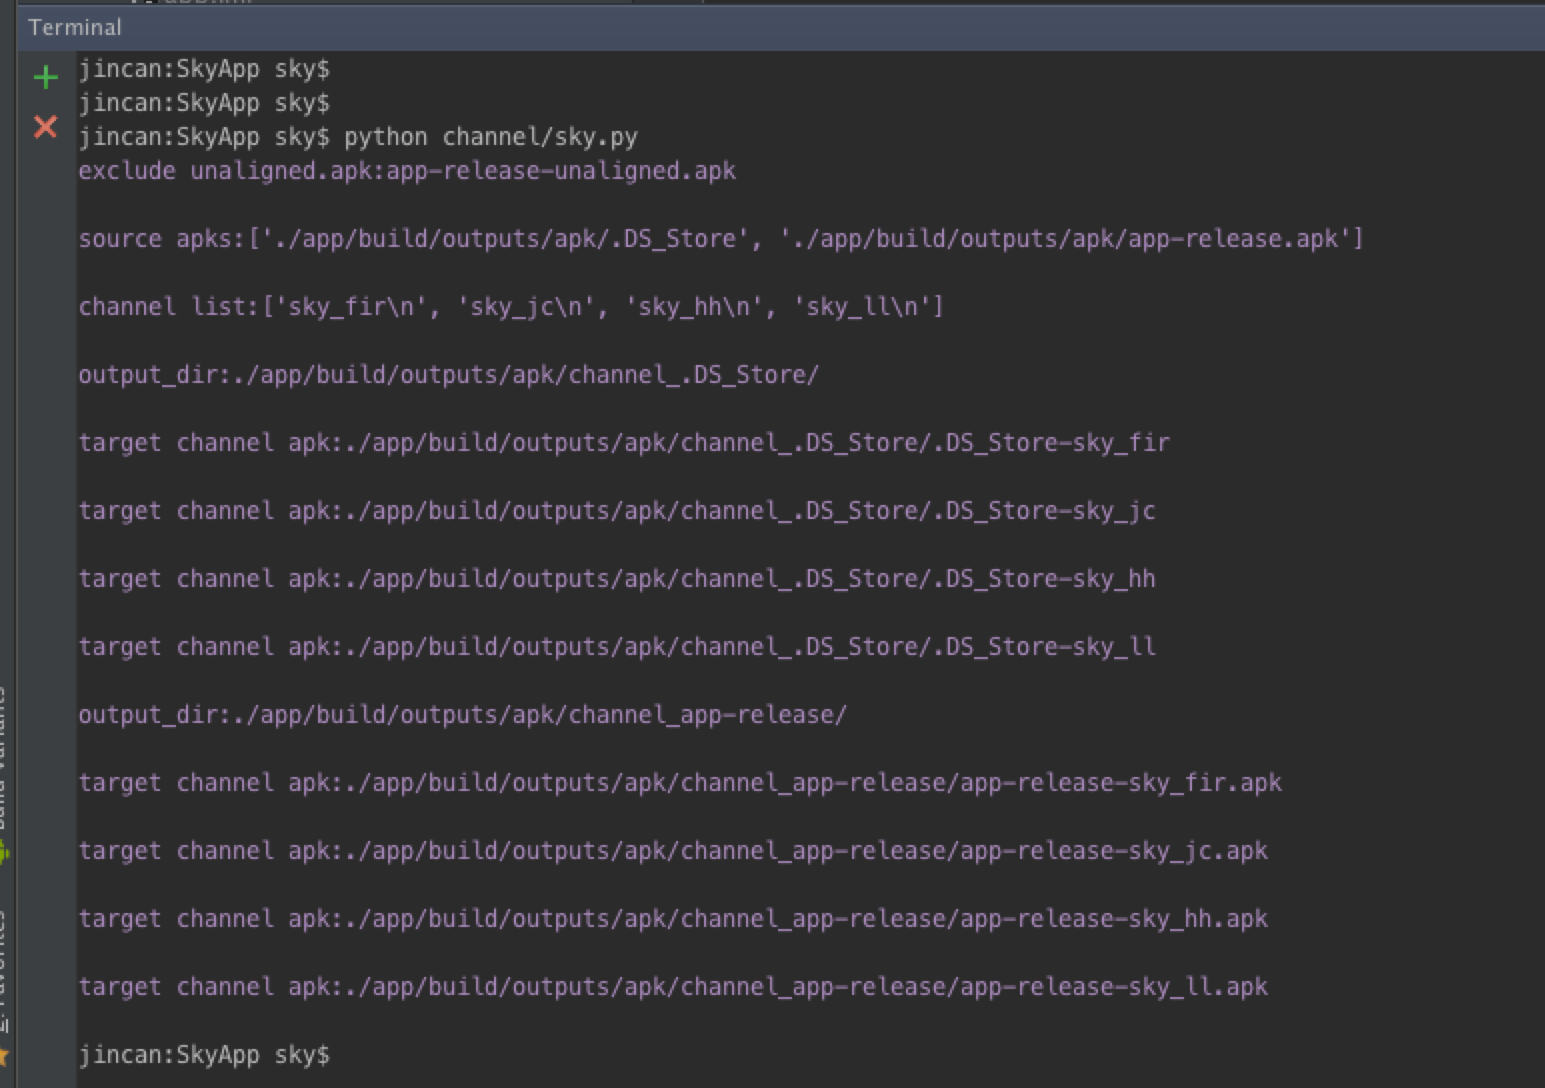 Terminal
jincan:SkyApp sky$
jincan:SkyApp sky$
jincan:SkyApp sky$ python channel/sky.py
exclude unaligned.apk:app-release-unaligned.apk
source apks:['./app/build/outputs/apk/.DS_Store', './app/build/outputs/apk/app-release.apk']
channel list:['sky_fir\n', 'sky_jc\n', 'sky_hh\n', 'sky_ll\n']
output_dir:./app/build/outputs/apk/channel_.DS_Store/
target channel apk:./app/build/outputs/apk/channel_.DS_Store/.DS_Store-sky_fir
target channel apk:./app/build/outputs/apk/channel_.DS_Store/.DS_Store-sky_jc
target channel apk:./app/build/outputs/apk/channel_.DS_Store/.DS_Store-sky_hh
target channel apk:./app/build/outputs/apk/channel_.DS_Store/.DS_Store-sky_ll
output_dir:./app/build/outputs/apk/channel_app-release/
target channel apk:./app/build/outputs/apk/channel_app-release/app-release-sky_fir.apk
target channel apk:./app/build/outputs/apk/channel_app-release/app-release-sky_jc.apk
target channel apk:./app/build/outputs/apk/channel_app-release/app-release-sky_hh.apk
target channel apk:./app/build/outputs/apk/channel_app-release/app-release-sky_ll.apk
jincan:SkyApp sky$